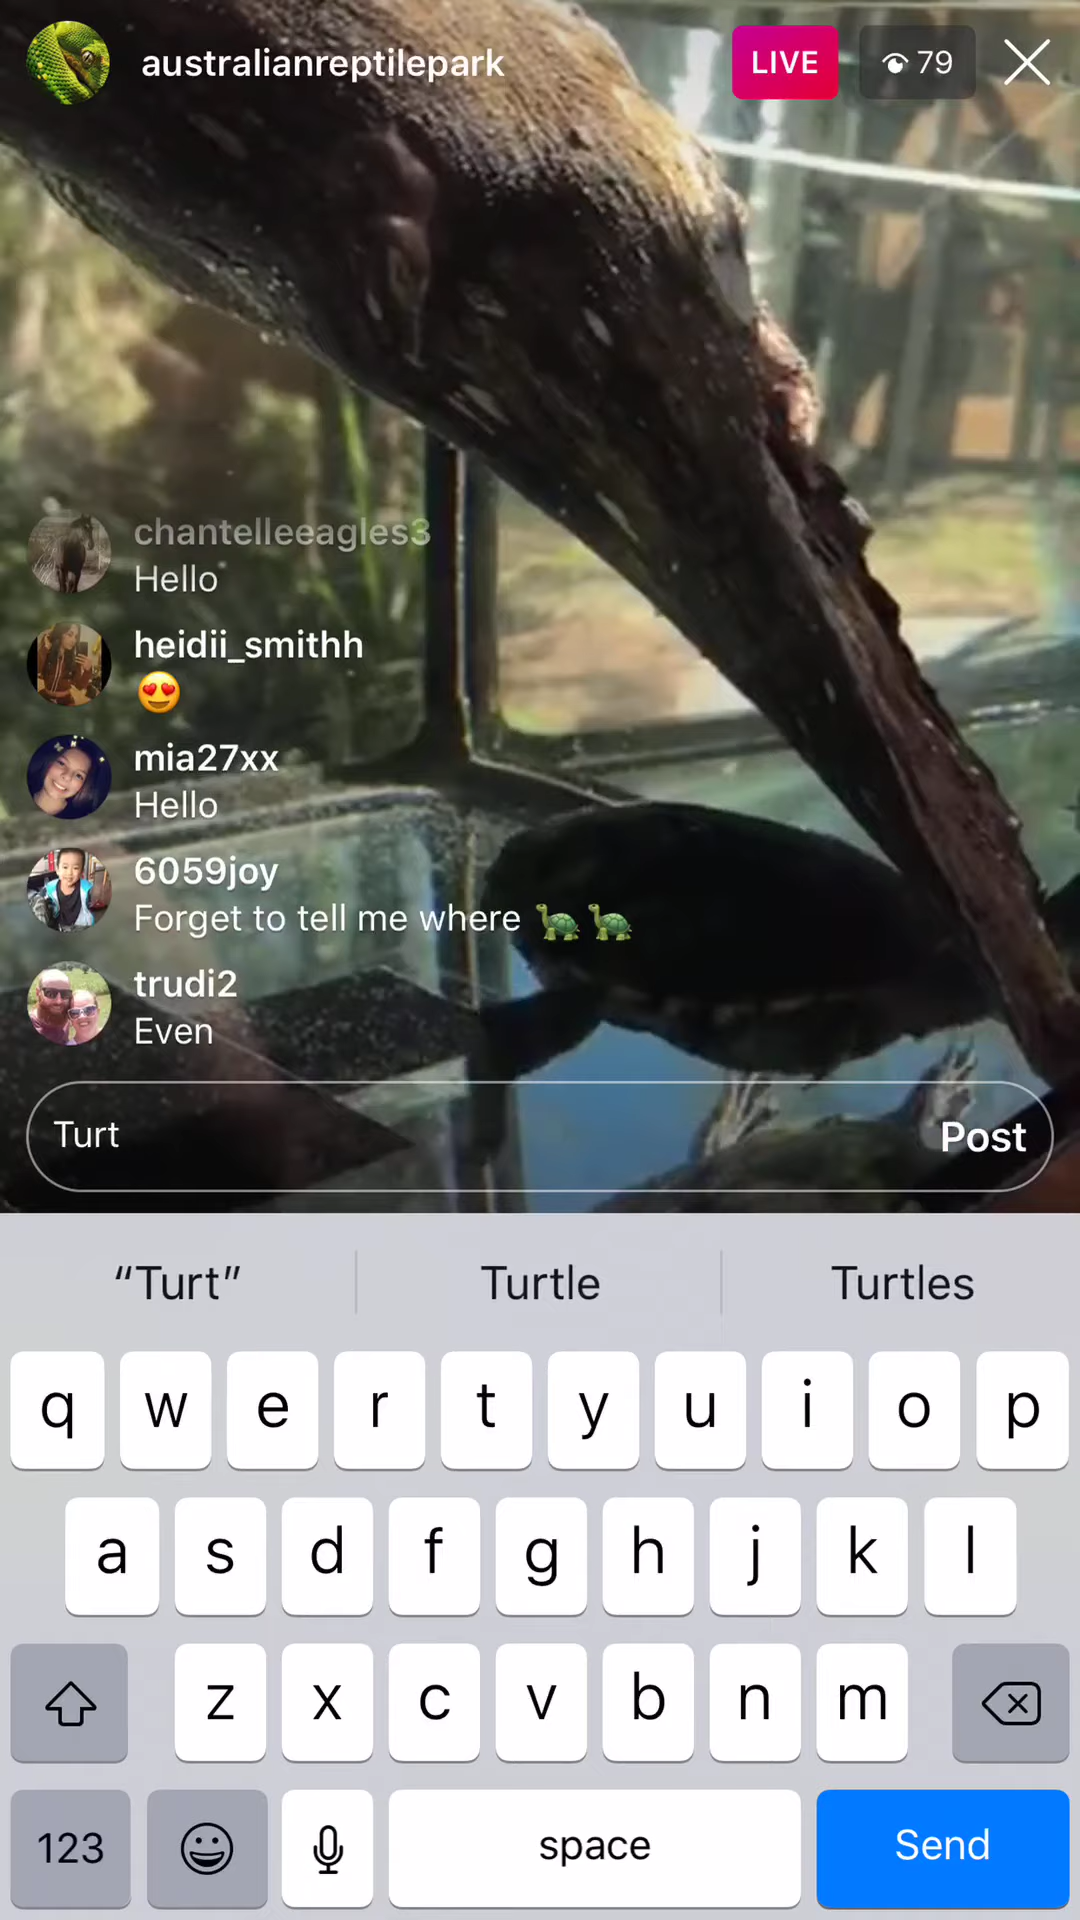 australianreptilepark
LIVE
79
chantelleeagles3
Hello
heidii_smithh
😍
mia27xx
Hello
6059joy
Forget to tell me where 🐢🐢
trudi2
Even
Turt
Post
“Turt”
Turtle
Turtles
q w e r t y u i o p
a s d f g h j k l
z x c v b n m
123
space
Send